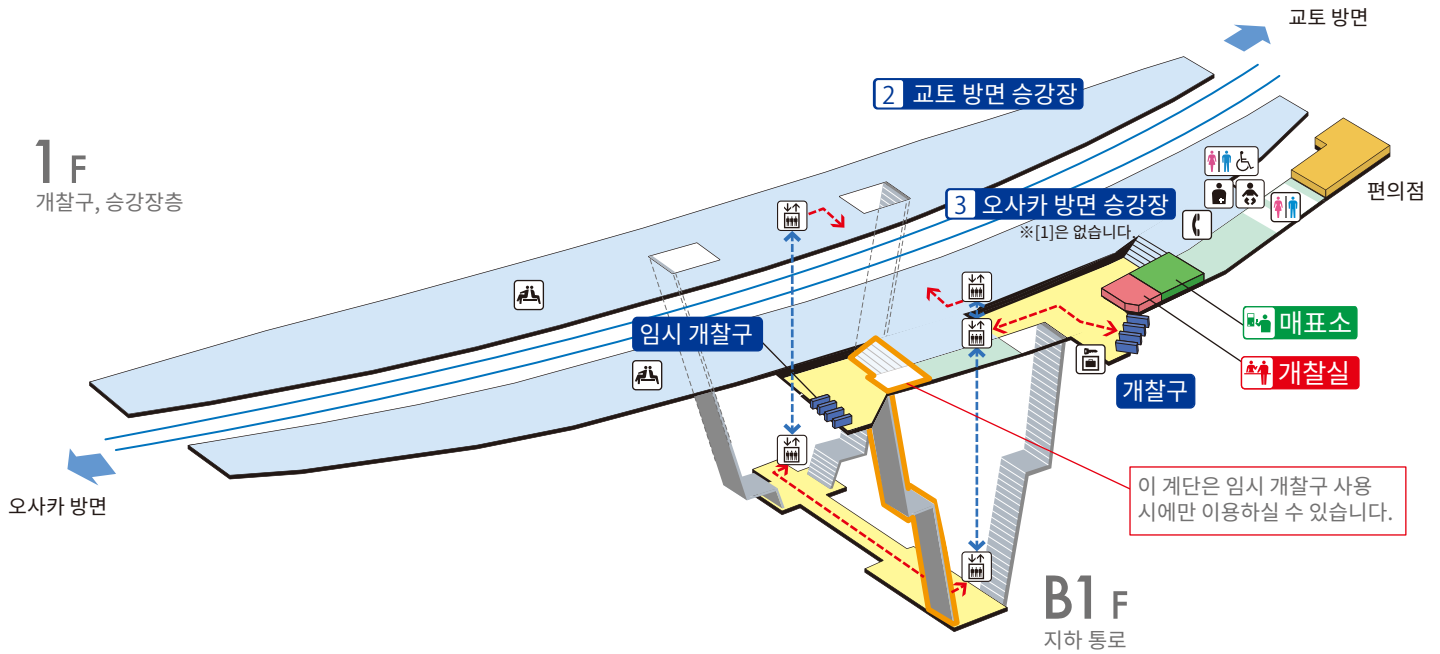 교토 방면
2 교토 방면 승강장
1 F
개찰구, 승강장층
편의점
3 오사카 방면 승강장
※[1]은 없습니다.
매표소
임시 개찰구
개찰실
개찰구
이 계단은 임시 개찰구 사용
시에만 이용하실 수 있습니다.
오사카 방면
B1 F
지하 통로